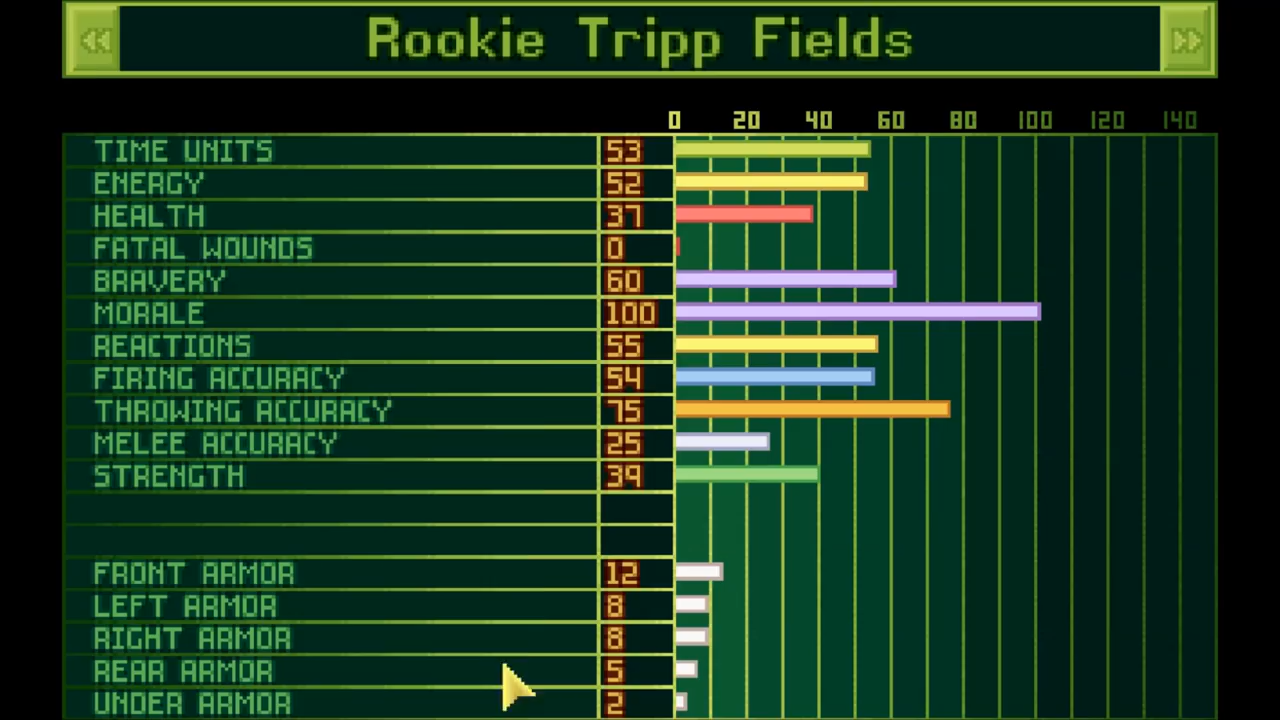 Rookie Tripp Fields
0 20 40 60 80 100 120 140
TIME UNITS 53
ENERGY 52
HEALTH 37
FATAL WOUNDS 0
BRAVERY 60
MORALE 100
REACTIONS 55
FIRING ACCURACY 54
THROWING ACCURACY 75
MELEE ACCURACY 25
STRENGTH 39
FRONT ARMOR 12
LEFT ARMOR 8
RIGHT ARMOR 8
REAR ARMOR 5
UNDER ARMOR 2